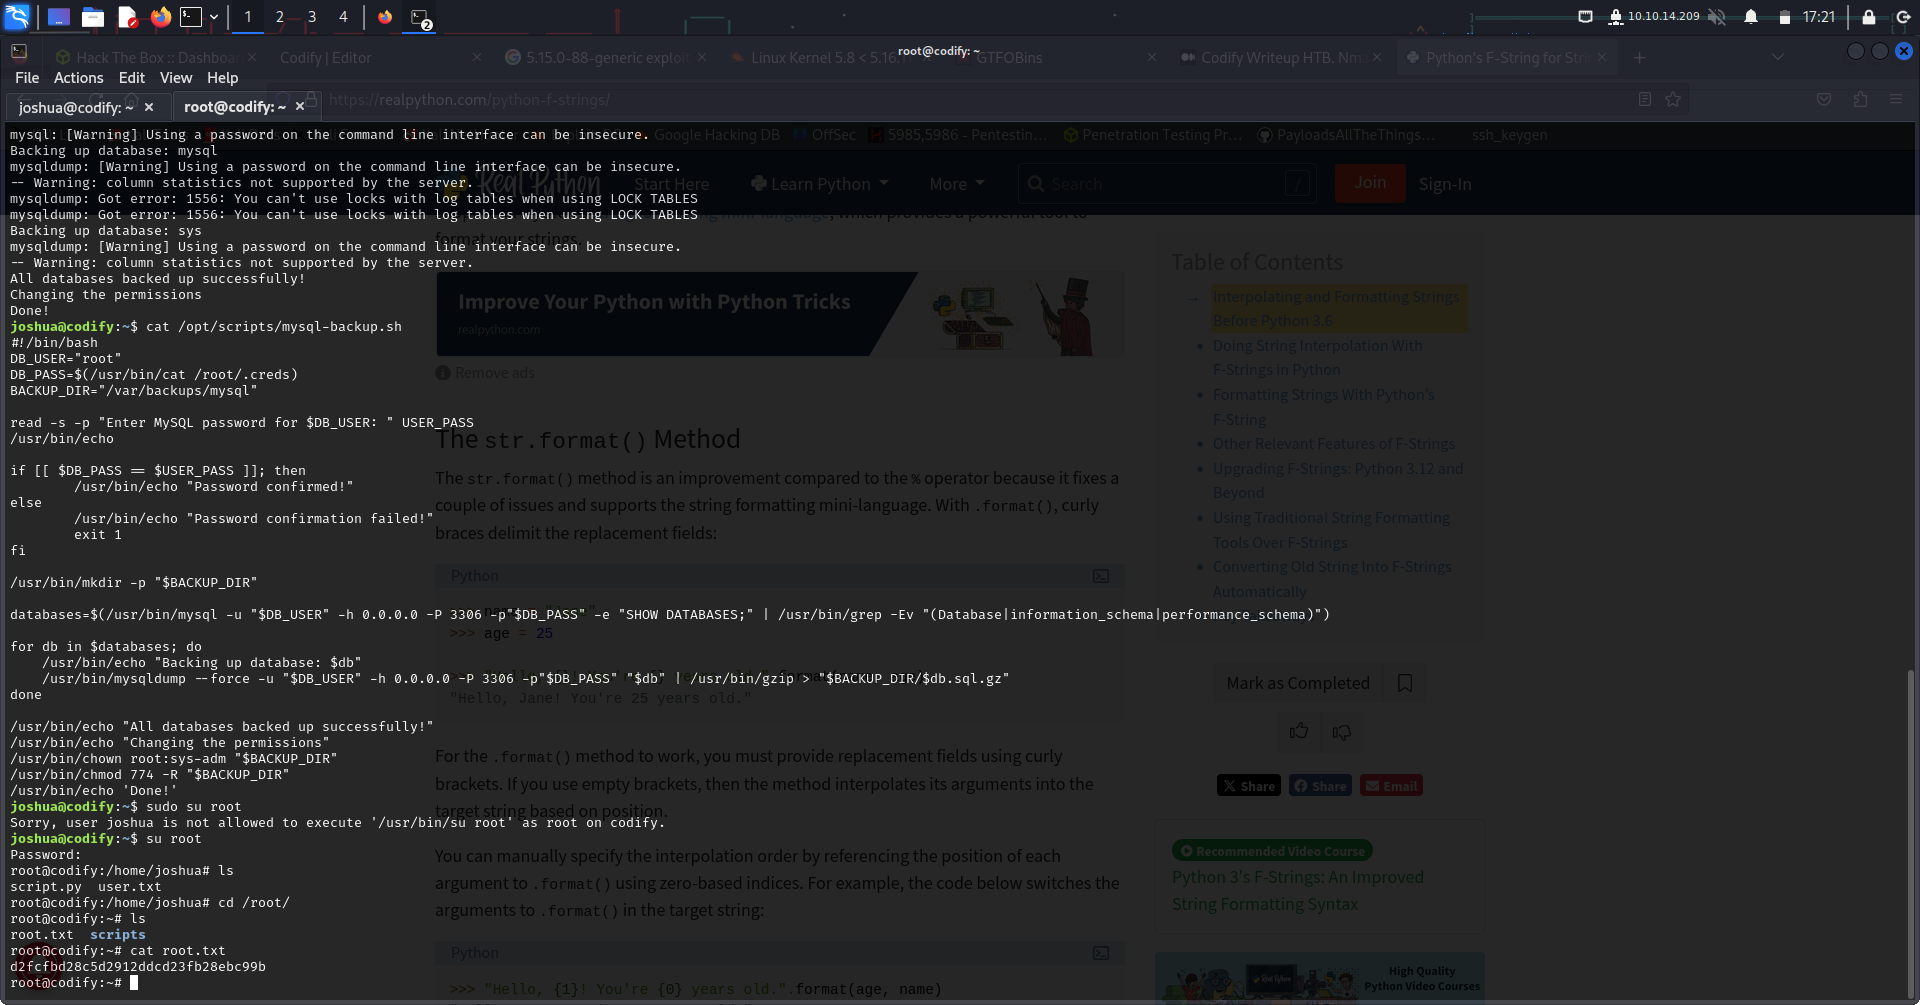 1 2 3 4 2 10.10.14.209 17:21
root@codify: ~
Hack The Box :: Dashboar Codify | Editor 5.15.0-88-generic exploi Linux Kernel 5.8 < 5.16.1 GTFOBins Codify Writeup HTB. Nma Python's F-String for Stri
File Actions Edit View Help
joshua@codify: ~ × root@codify: ~ ×
https://realpython.com/python-f-strings/
Google Hacking DB OffSec 5985,5986 - Pentestin… Penetration Testing Pr… PayloadsAllTheThings… ssh_keygen
mysql: [Warning] Using a password on the command line interface can be insecure.
Backing up database: mysql
mysqldump: [Warning] Using a password on the command line interface can be insecure.
-- Warning: column statistics not supported by the server.
mysqldump: Got error: 1556: You can't use locks with log tables when using LOCK TABLES
mysqldump: Got error: 1556: You can't use locks with log tables when using LOCK TABLES
Backing up database: sys
mysqldump: [Warning] Using a password on the command line interface can be insecure.
-- Warning: column statistics not supported by the server.
All databases backed up successfully!
Changing the permissions
Done!
joshua@codify:~$ cat /opt/scripts/mysql-backup.sh
#!/bin/bash
DB_USER="root"
DB_PASS=$(/usr/bin/cat /root/.creds)
BACKUP_DIR="/var/backups/mysql"
read -s -p "Enter MySQL password for $DB_USER: " USER_PASS
/usr/bin/echo
if [[ $DB_PASS == $USER_PASS ]]; then
/usr/bin/echo "Password confirmed!"
else
/usr/bin/echo "Password confirmation failed!"
exit 1
fi
/usr/bin/mkdir -p "$BACKUP_DIR"
databases=$(/usr/bin/mysql -u "$DB_USER" -h 0.0.0.0 -P 3306 -p"$DB_PASS" -e "SHOW DATABASES;" | /usr/bin/grep -Ev "(Database|information_schema|performance_schema)")
for db in $databases; do
/usr/bin/echo "Backing up database: $db"
/usr/bin/mysqldump --force -u "$DB_USER" -h 0.0.0.0 -P 3306 -p"$DB_PASS" "$db" | /usr/bin/gzip > "$BACKUP_DIR/$db.sql.gz"
done
/usr/bin/echo "All databases backed up successfully!"
/usr/bin/echo "Changing the permissions"
/usr/bin/chown root:sys-adm "$BACKUP_DIR"
/usr/bin/chmod 774 -R "$BACKUP_DIR"
/usr/bin/echo 'Done!'
joshua@codify:~$ sudo su root
Sorry, user joshua is not allowed to execute '/usr/bin/su root' as root on codify.
joshua@codify:~$ su root
Password:
root@codify:/home/joshua# ls
script.py user.txt
root@codify:/home/joshua# cd /root/
root@codify:~# ls
root.txt scripts
root@codify:~# cat root.txt
d2fcfbd28c5d2912ddcd23fb28ebc99b
root@codify:~#
Real Python Start Here Learn Python More Search / Join Sign-In
which provides a powerful tool to
format your strings.
Improve Your Python with Python Tricks
realpython.com
Remove ads
The str.format() Method
The str.format() method is an improvement compared to the % operator because it fixes a
couple of issues and supports the string formatting mini-language. With .format(), curly
braces delimit the replacement fields:
Python
>>> age = 25
"Hello, Jane! You're 25 years old."
For the .format() method to work, you must provide replacement fields using curly
brackets. If you use empty brackets, then the method interpolates its arguments into the
target string based on position.
You can manually specify the interpolation order by referencing the position of each
argument to .format() using zero-based indices. For example, the code below switches the
arguments to .format() in the target string:
Python
>>> "Hello, {1}! You're {0} years old.".format(age, name)
Table of Contents
→ Interpolating and Formatting Strings
Before Python 3.6
Doing String Interpolation With
F-Strings in Python
Formatting Strings With Python's
F-String
Other Relevant Features of F-Strings
Upgrading F-Strings: Python 3.12 and
Beyond
Using Traditional String Formatting
Tools Over F-Strings
Converting Old String Into F-Strings
Automatically
Mark as Completed
Share Share Email
Recommended Video Course
Python 3's F-Strings: An Improved
String Formatting Syntax
High Quality
Python Video Courses